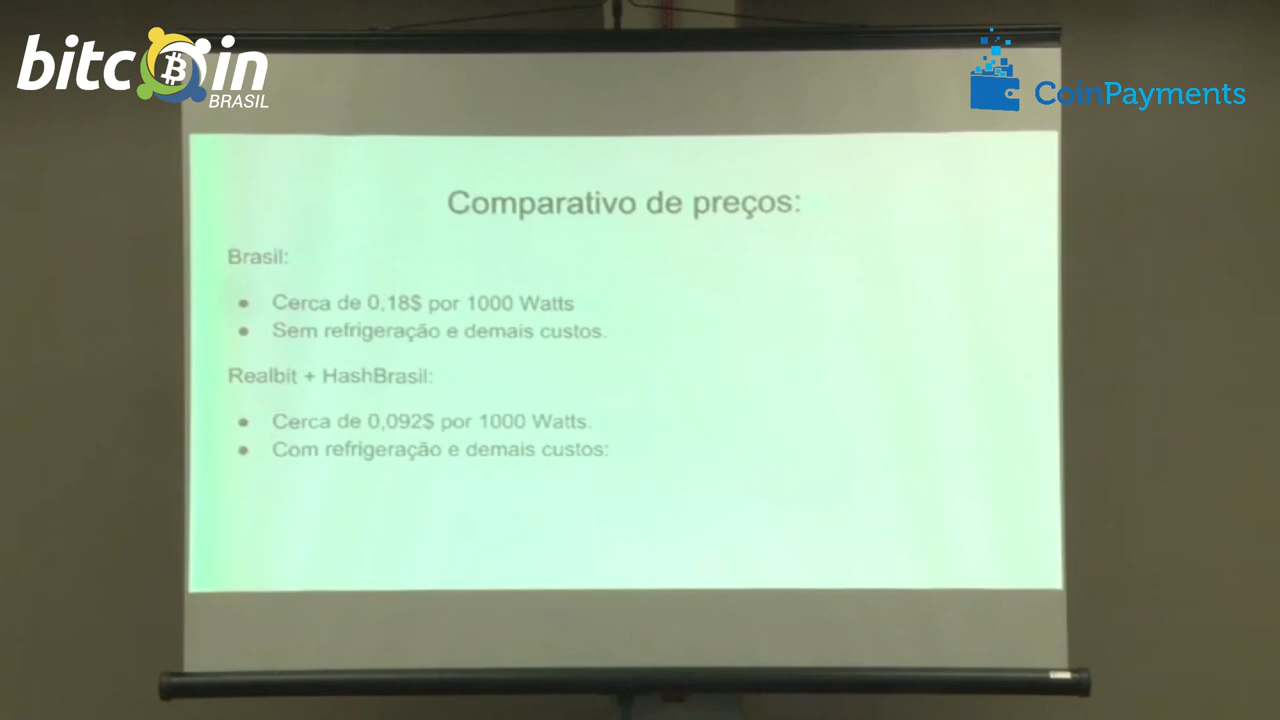 bitcoin
BRASIL
CoinPayments
Comparativo de preços:
Brasil:
● Cerca de 0,18$ por 1000 Watts
● Sem refrigeração e demais custos.
Realbit + HashBrasil:
● Cerca de 0,092$ por 1000 Watts.
● Com refrigeração e demais custos: